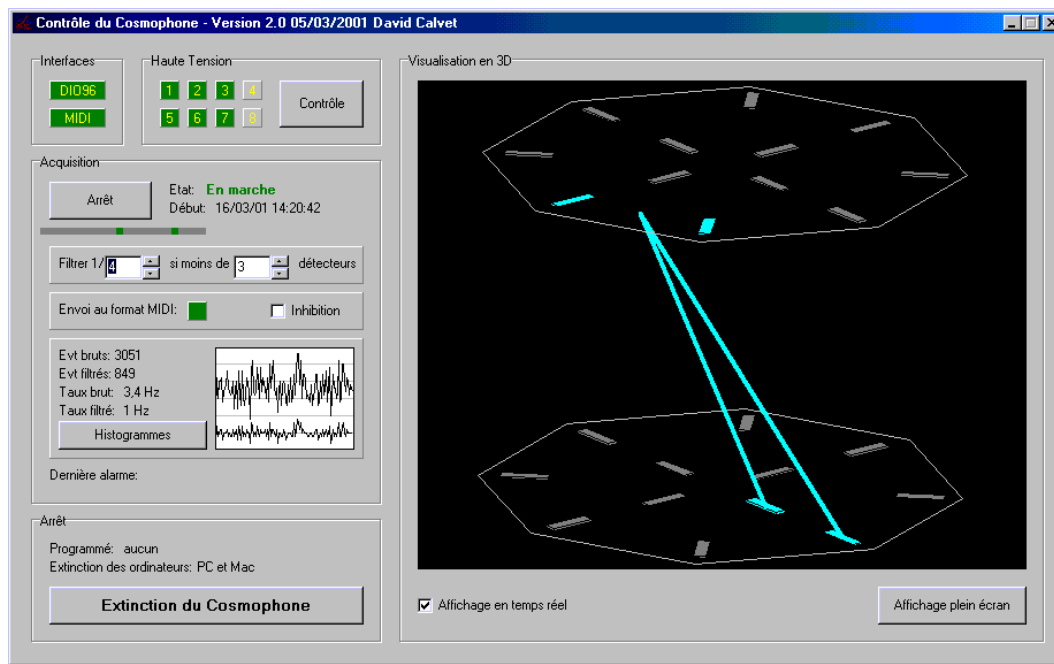 Contrôle du Cosmophone - Version 2.0 05/03/2001 David Calvet
Interfaces
DIO96
MIDI
Haute Tension
1 2 3 4
5 6 7 8
Contrôle
Acquisition
Arrêt
Etat: En marche
Début: 16/03/01 14:20:42
Filtrer 1/ 4 si moins de 3 détecteurs
Envoi au format MIDI: Inhibition
Evt bruts: 3051
Evt filtrés: 849
Taux brut: 3,4 Hz
Taux filtré: 1 Hz
Histogrammes
Dernière alarme:
Arrêt
Programmé: aucun
Extinction des ordinateurs: PC et Mac
Extinction du Cosmophone
Visualisation en 3D
Affichage en temps réel
Affichage plein écran